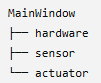 MainWindow
├── hardware
├── sensor
└── actuator